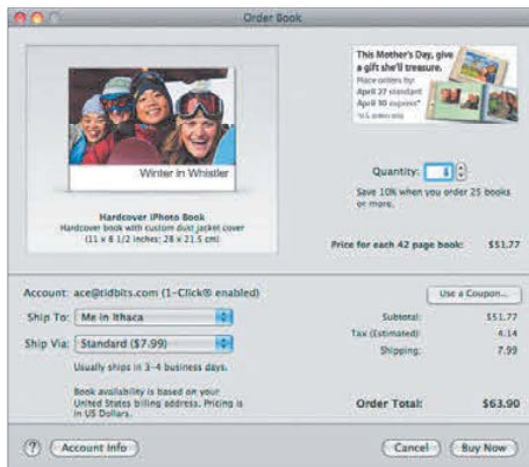 Order Book
This Mother's Day, give
a gift she'll treasure.
Place orders by:
April 27 standard
April 30 express*
*U.S. orders only
Winter in Whistler
Hardcover iPhoto Book
Hardcover book with custom dust jacket cover
(11 x 8 1/2 inches; 28 x 21.5 cm)
Quantity:
Save 10% when you order 25 books
or more.
Price for each 42 page book: $51.77
Account: ace@tidbits.com (1-Click® enabled)
Use a Coupon...
Ship To: Me in Ithaca
Ship Via: Standard ($7.99)
Usually ships in 3-4 business days.
Book availability is based on your
United States billing address. Pricing is
in US Dollars.
Subtotal: $51.77
Tax (Estimated): 4.14
Shipping: 7.99
Order Total: $63.90
? Account Info Cancel Buy Now